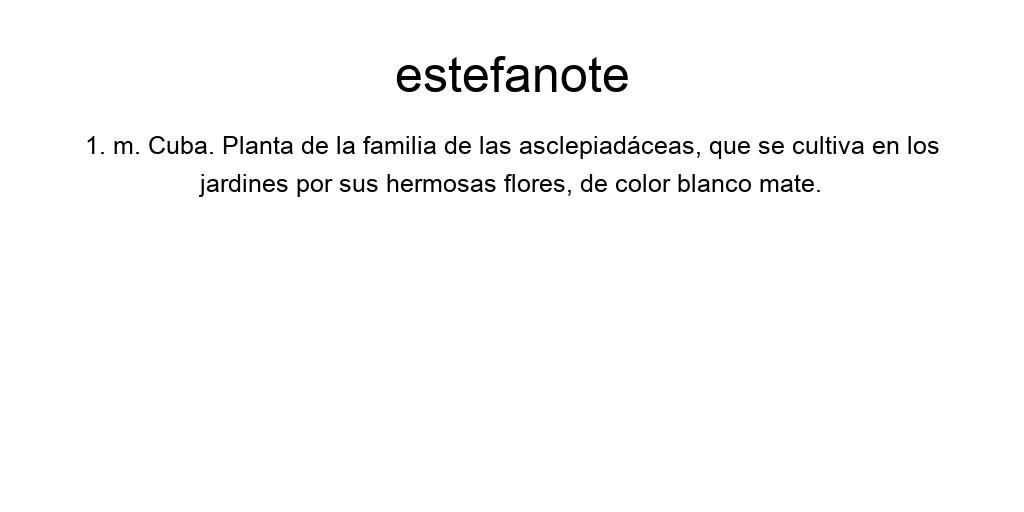 estefanote
1. m. Cuba. Planta de la familia de las asclepiadáceas, que se cultiva en los
jardines por sus hermosas flores, de color blanco mate.